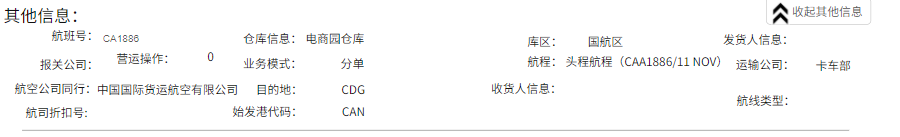 其他信息：
收起其他信息
航班号： CA1886 仓库信息： 电商园仓库 库区： 国航区 发货人信息：
报关公司： 营运操作： 0 业务模式： 分单 航程： 头程航程（CAA1886/11 NOV） 运输公司： 卡车部
航空公司同行： 中国国际货运航空有限公司 目的地： CDG 收货人信息：
航司折扣号: 始发港代码： CAN 航线类型：